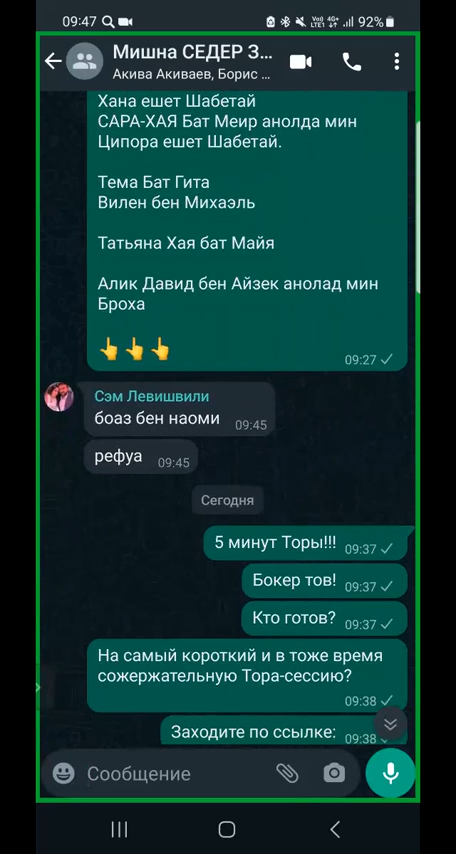 09:47
Vo)) 4G+
LTE1
92%
Мишна СЕДЕР З...
Акива Акиваев, Борис ...
Хана ешет Шабетай
САРА-ХАЯ Бат Меир анолда мин
Ципора ешет Шабетай.
Тема Бат Гита
Вилен бен Михаэль
Татьяна Хая бат Майя
Алик Давид бен Айзек анолад мин
Броха
👆👆👆
09:27
Сэм Левишвили
боаз бен наоми
09:45
рефуа
09:45
Сегодня
5 минут Торы!!!
09:37
Бокер тов!
09:37
Кто готов?
09:37
На самый короткий и в тоже время
сожержательную Тора-сессию?
09:38
Заходите по ссылке:
09:38
Сообщение